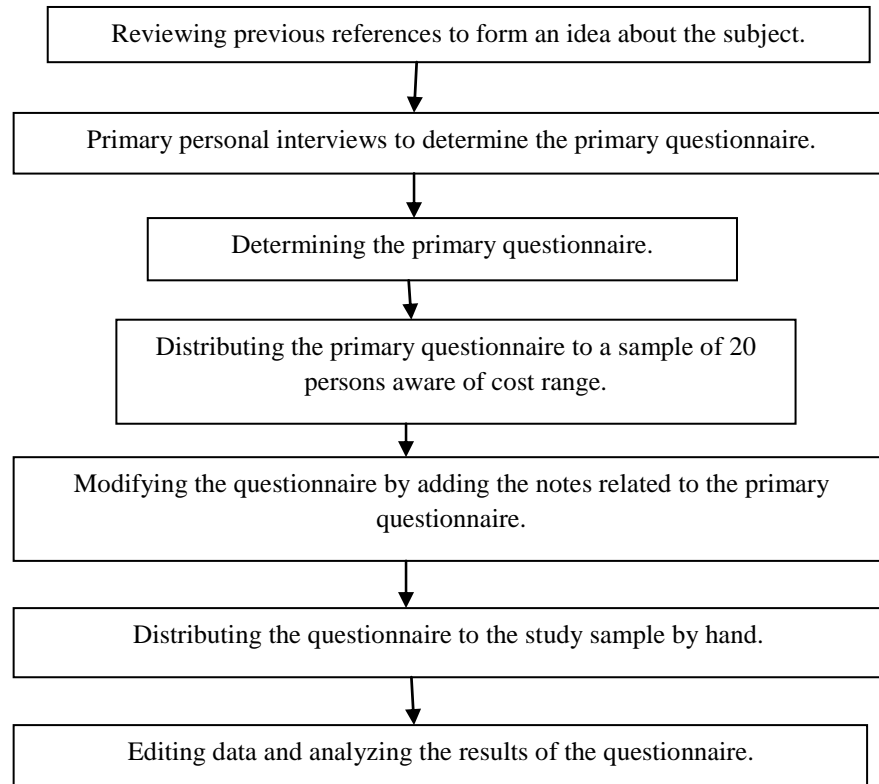 Reviewing previous references to form an idea about the subject.
Primary personal interviews to determine the primary questionnaire.
Determining the primary questionnaire.
Distributing the primary questionnaire to a sample of 20
persons aware of cost range.
Modifying the questionnaire by adding the notes related to the primary
questionnaire.
Distributing the questionnaire to the study sample by hand.
Editing data and analyzing the results of the questionnaire.